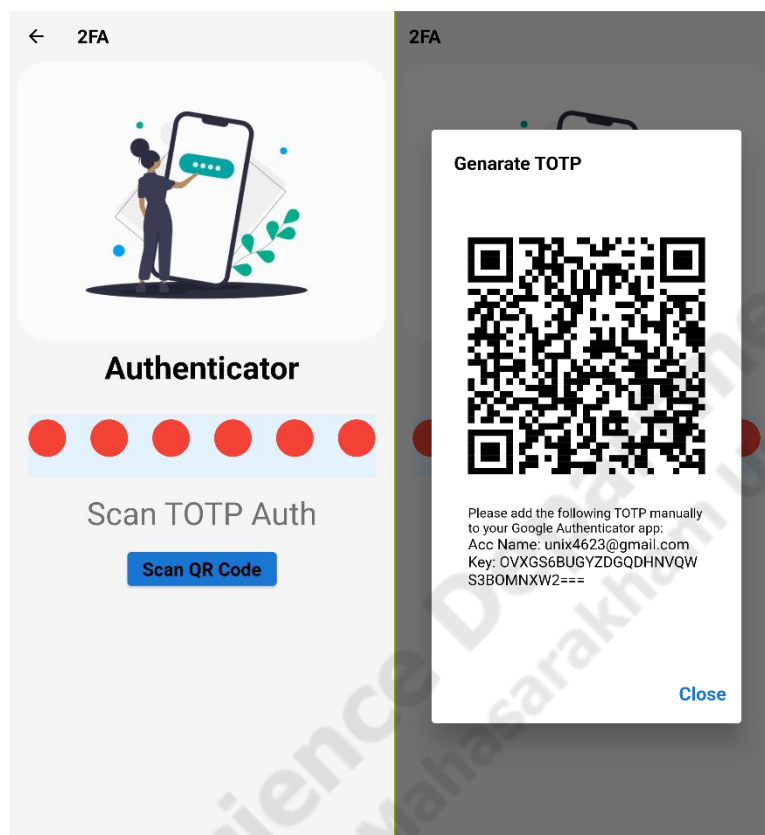 2FA
Authenticator
Scan TOTP Auth
Scan QR Code
2FA
Genarate TOTP
Please add the following TOTP manually
to your Google Authenticator app:
Acc Name: unix4623@gmail.com
Key: OVXGS6BUGYZDGQDHNVQW
S3BOMNXW2===
Close